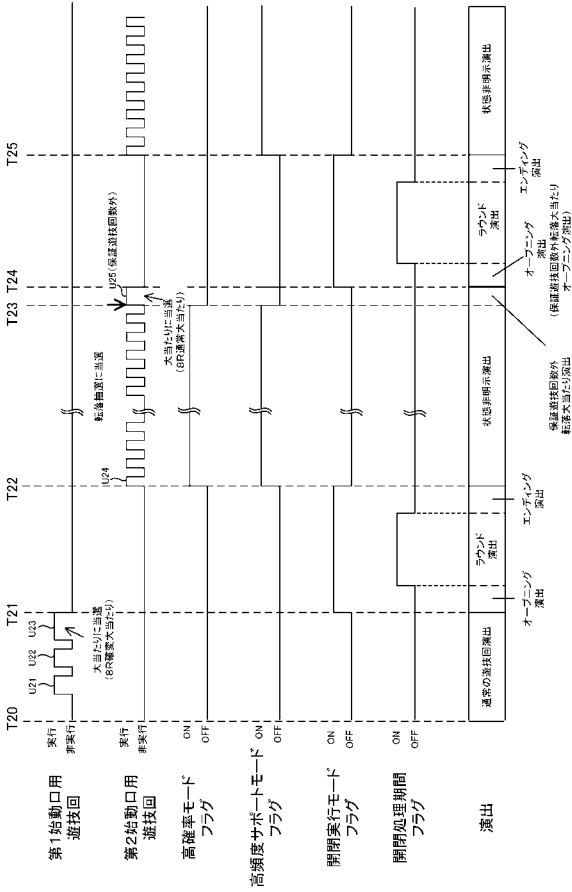 T20
T21
T22
T23
T24
T25
第1始動口用
遊技回
実行
非実行
U21
U22
U23
大当たりに当選
(8R確変大当たり)
第2始動口用
遊技回
実行
非実行
U24
転落抽選に当選
U25(保証遊技回数外)
大当たりに当選
(8R通常大当たり)
高確率モード
フラグ
ON
OFF
高頻度サポートモード
フラグ
ON
OFF
開閉実行モード
フラグ
ON
OFF
開閉処理期間
フラグ
ON
OFF
演出
通常の遊技回演出
オープニング
演出
ラウンド
演出
エンディング
演出
状態非明示演出
保証遊技回数外
転落大当たり演出
オープニング
演出
(保証遊技回数外転落大当たり
オープニング演出)
ラウンド
演出
エンディング
演出
状態非明示演出